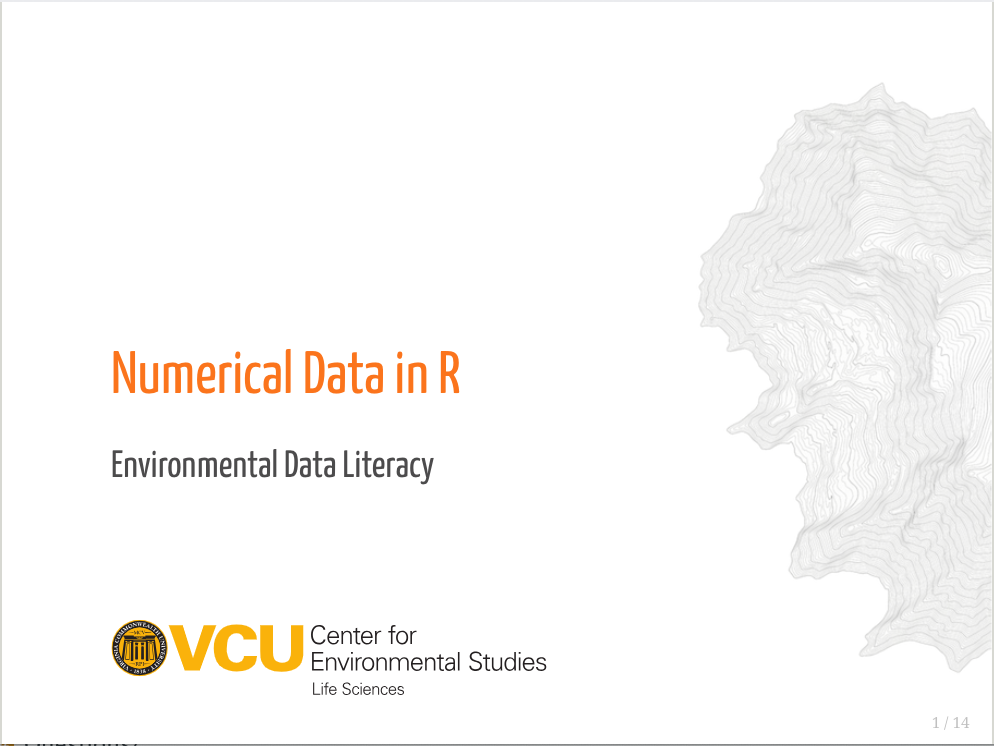 Numerical Data in R
Environmental Data Literacy
VCU
Center for
Environmental Studies
Life Sciences
1 / 14